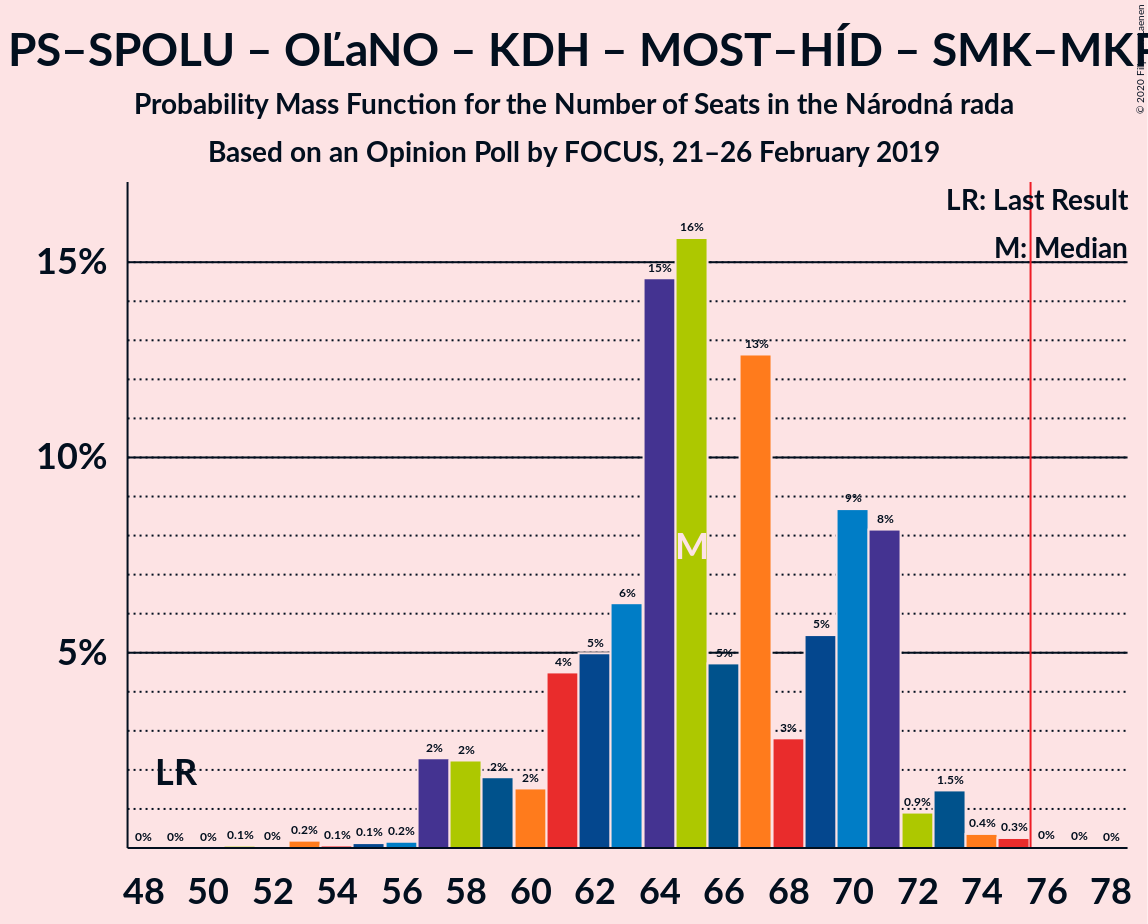 PS–SPOLU – OĽaNO – KDH – MOST–HÍD – SMK–MKP
Probability Mass Function for the Number of Seats in the Národná rada
Based on an Opinion Poll by FOCUS, 21–26 February 2019
© 2020
LR: Last Result
M: Median
15%
10%
5%
LR
M
0% 0% 0% 0.1% 0% 0.2% 0.1% 0.1% 0.2% 2% 2% 2% 2% 4% 5% 6% 15% 16% 5% 13% 3% 5% 9% 8% 0.9% 1.5% 0.4% 0.3% 0% 0% 0%
48 50 52 54 56 58 60 62 64 66 68 70 72 74 76 78